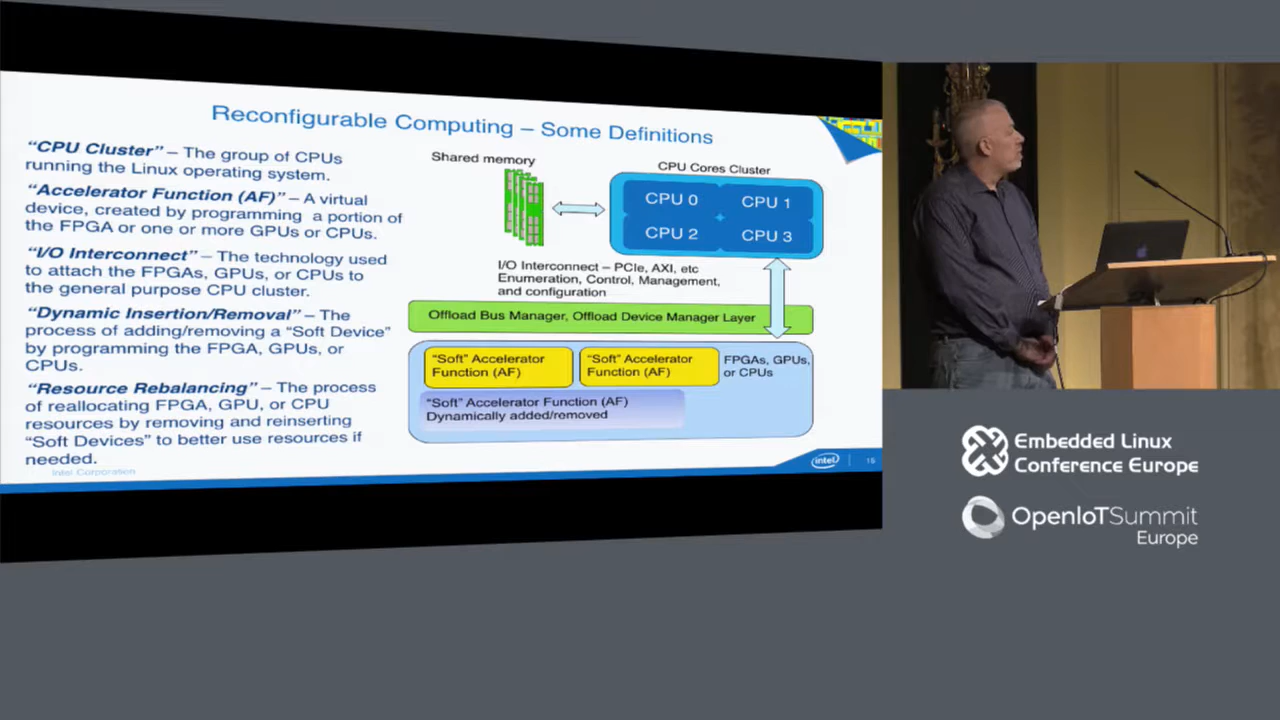 Reconfigurable Computing – Some Definitions
“CPU Cluster” – The group of CPUs
running the Linux operating system.
“Accelerator Function (AF)” – A virtual
device, created by programming a portion of
the FPGA or one or more GPUs or CPUs.
“I/O Interconnect” – The technology used
to attach the FPGAs, GPUs, or CPUs to
the general purpose CPU cluster.
“Dynamic Insertion/Removal” – The
process of adding/removing a “Soft Device”
by programming the FPGA, GPUs, or
CPUs.
“Resource Rebalancing” – The process
of reallocating FPGA, GPU, or CPU
resources by removing and reinserting
“Soft Devices” to better use resources if
needed.
Intel Corporation
Shared memory
CPU Cores Cluster
CPU 0
CPU 1
CPU 2
CPU 3
I/O Interconnect – PCIe, AXI, etc
Enumeration, Control, Management,
and configuration
Offload Bus Manager, Offload Device Manager Layer
“Soft” Accelerator
Function (AF)
“Soft” Accelerator
Function (AF)
FPGAs, GPUs,
or CPUs
“Soft” Accelerator Function (AF)
Dynamically added/removed
intel
15
Embedded Linux
Conference Europe
OpenIoTSummit
Europe